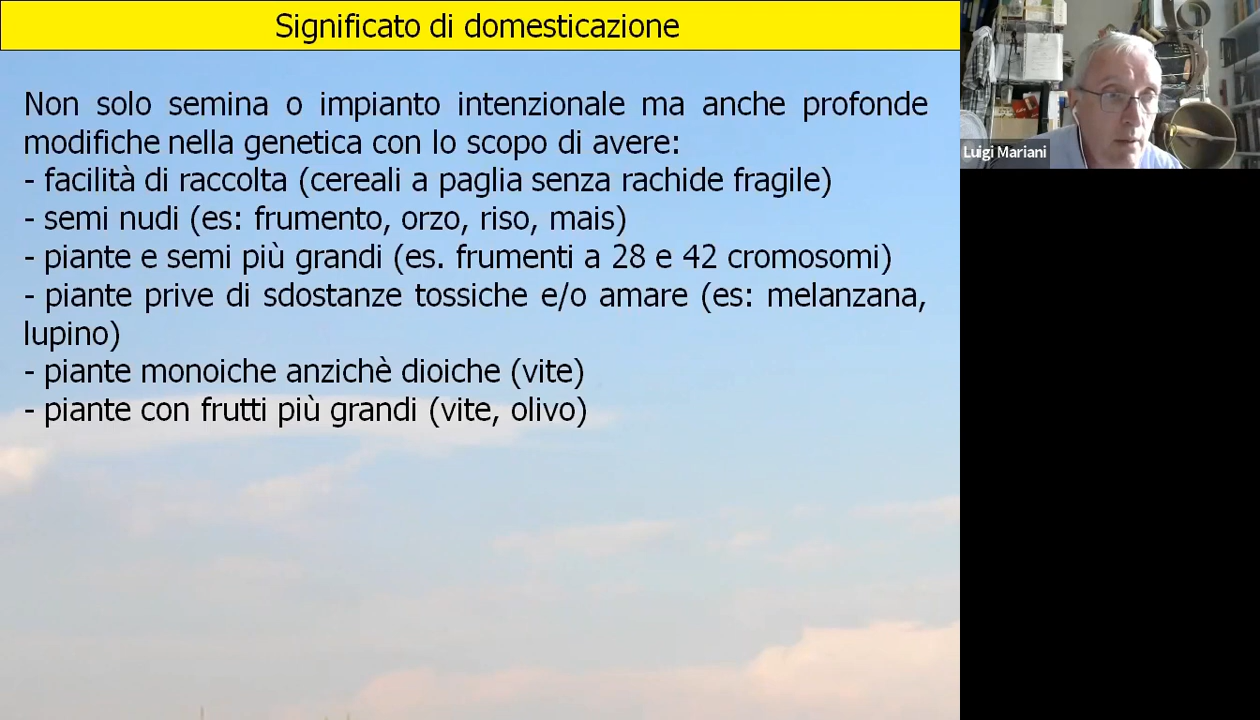 Significato di domesticazione
Non solo semina o impianto intenzionale ma anche profonde
modifiche nella genetica con lo scopo di avere:
- facilità di raccolta (cereali a paglia senza rachide fragile)
- semi nudi (es: frumento, orzo, riso, mais)
- piante e semi più grandi (es. frumenti a 28 e 42 cromosomi)
- piante prive di sdostanze tossiche e/o amare (es: melanzana,
lupino)
- piante monoiche anzichè dioiche (vite)
- piante con frutti più grandi (vite, olivo)
Luigi Mariani